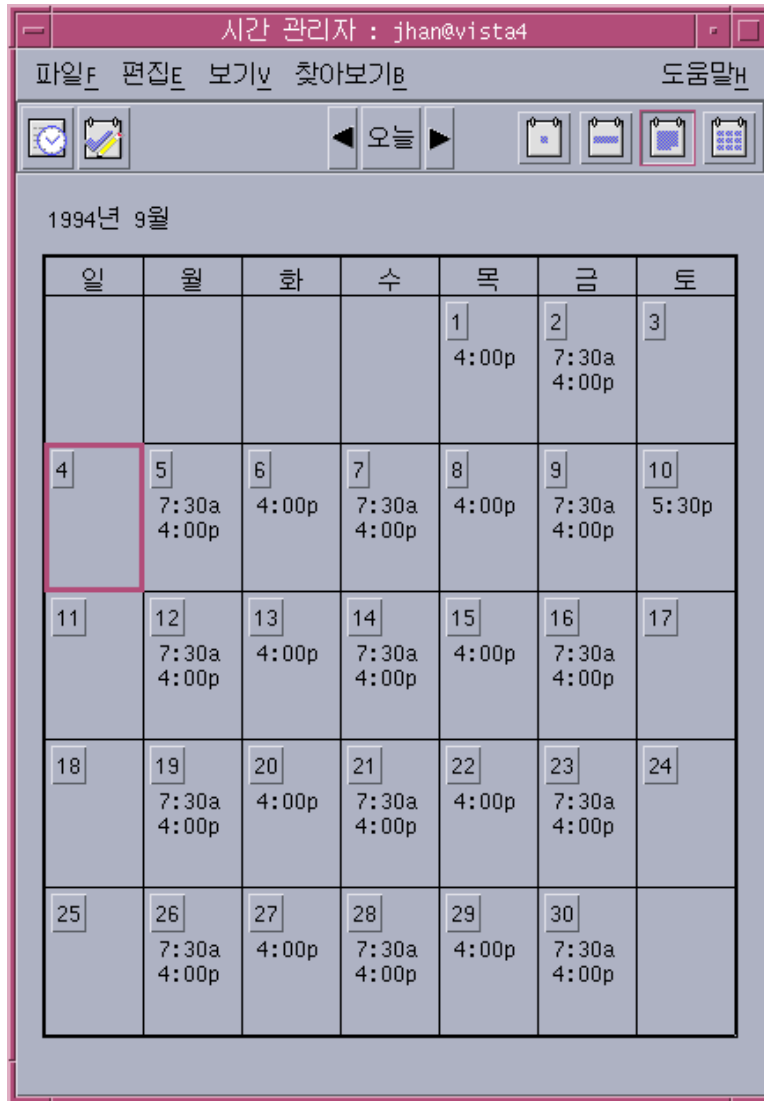 시간 관리자 : jhan@vista4
파일F 편집E 보기V 찾아보기B 도움말H
오늘
1994년 9월
일 월 화 수 목 금 토
1 2 3
4:00p 7:30a
4:00p
4 5 6 7 8 9 10
7:30a 4:00p 7:30a 4:00p 7:30a 5:30p
4:00p 4:00p 4:00p
11 12 13 14 15 16 17
7:30a 4:00p 7:30a 4:00p 7:30a
4:00p 4:00p 4:00p
18 19 20 21 22 23 24
7:30a 4:00p 7:30a 4:00p 7:30a
4:00p 4:00p 4:00p
25 26 27 28 29 30
7:30a 4:00p 7:30a 4:00p 7:30a
4:00p 4:00p 4:00p